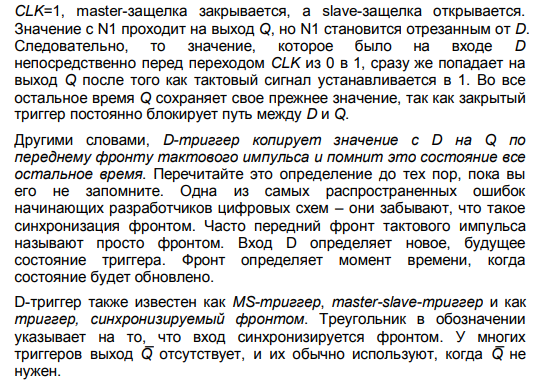 CLK=1, master-защелка закрывается, а slave-защелка открывается.
Значение с N1 проходит на выход Q, но N1 становится отрезанным от D.
Следовательно, то значение, которое было на входе D
непосредственно перед переходом CLK из 0 в 1, сразу же попадает на
выход Q после того как тактовый сигнал устанавливается в 1. Во все
остальное время Q сохраняет свое прежнее значение, так как закрытый
триггер постоянно блокирует путь между D и Q.
Другими словами, D-триггер копирует значение с D на Q по
переднему фронту тактового импульса и помнит это состояние все
остальное время. Перечитайте это определение до тех пор, пока вы
его не запомните. Одна из самых распространенных ошибок
начинающих разработчиков цифровых схем – они забывают, что такое
синхронизация фронтом. Часто передний фронт тактового импульса
называют просто фронтом. Вход D определяет новое, будущее
состояние триггера. Фронт определяет момент времени, когда
состояние будет обновлено.
D-триггер также известен как MS-триггер, master-slave-триггер и как
триггер, синхронизируемый фронтом. Треугольник в обозначении
указывает на то, что вход синхронизируется фронтом. У многих
триггеров выход Q̅ отсутствует, и их обычно используют, когда Q̅ не
нужен.